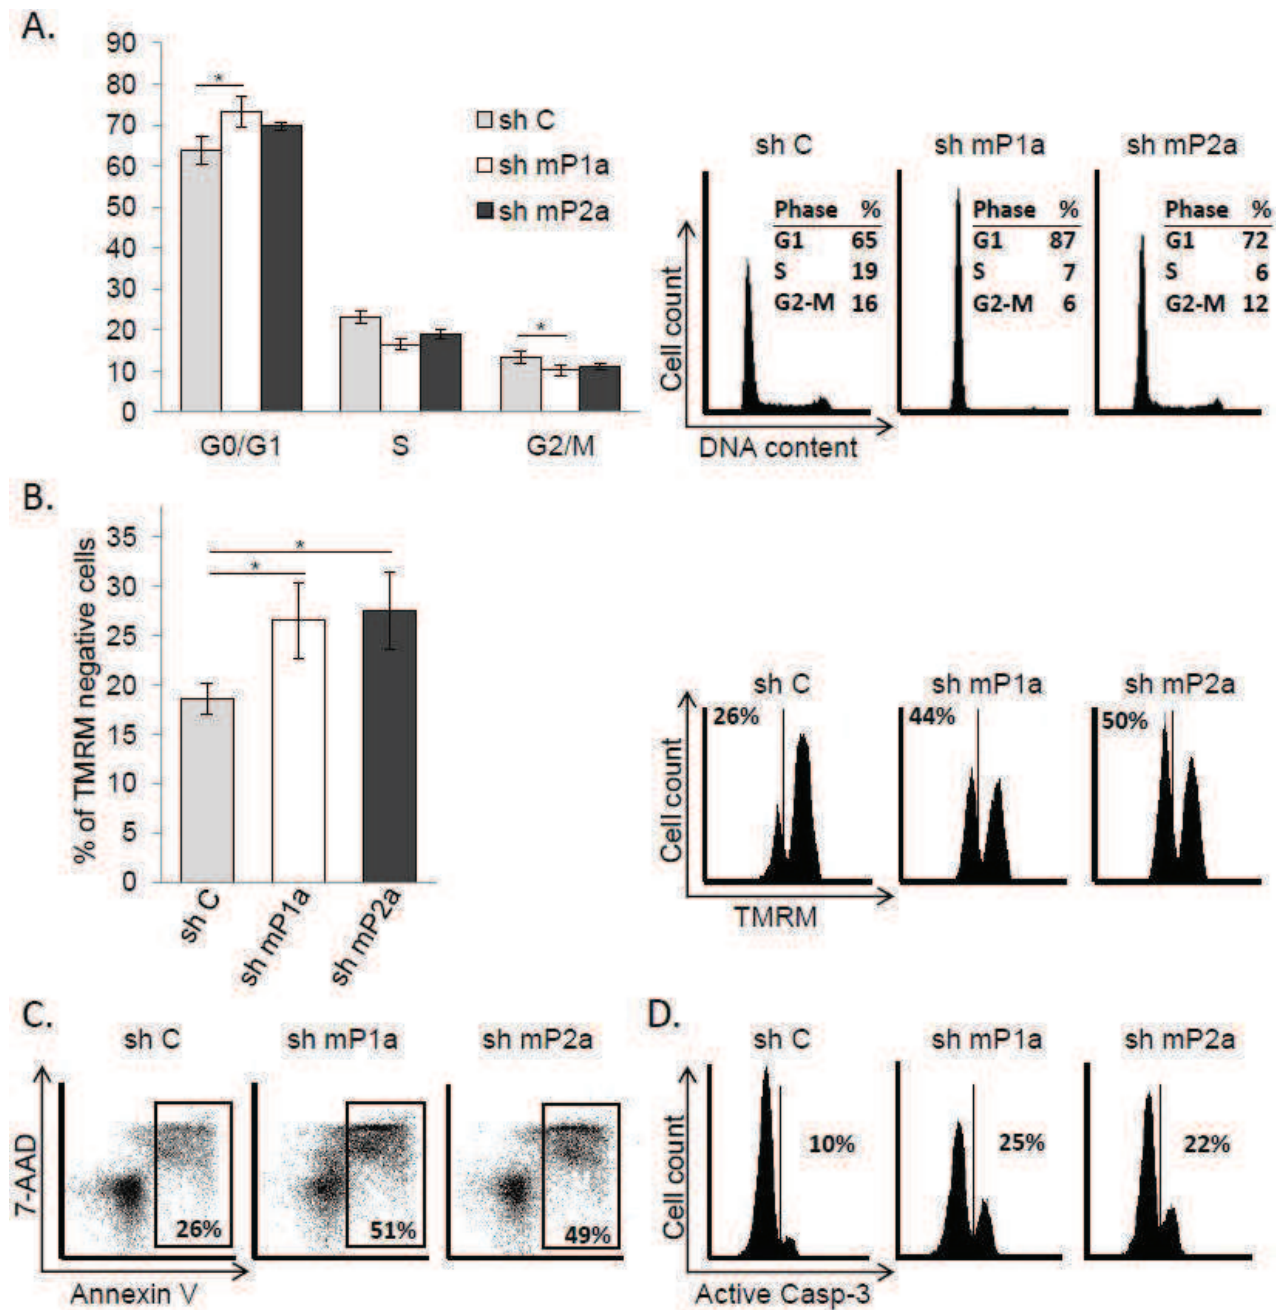 A.
90
80
70
60
50
40
30
20
10
0
*
*
sh C
sh mP1a
sh mP2a
G0/G1 S G2/M
sh C sh mP1a sh mP2a
Phase %
G1 65
S 19
G2-M 16
Phase %
G1 87
S 7
G2-M 6
Phase %
G1 72
S 6
G2-M 12
Cell count
DNA content
B.
% of TMRM negative cells
35
30
25
20
15
10
5
0
*
*
sh C
sh mP1a
sh mP2a
sh C sh mP1a sh mP2a
26% 44% 50%
Cell count
TMRM
C.
sh C sh mP1a sh mP2a
7-AAD
26% 51% 49%
Annexin V
D.
sh C sh mP1a sh mP2a
Cell count
10% 25% 22%
Active Casp-3